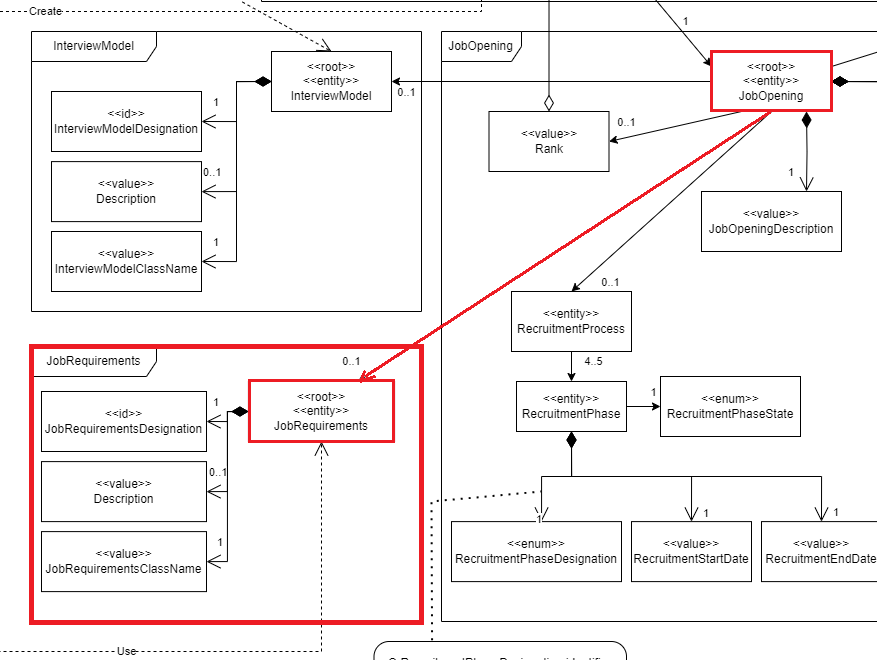 Create
1
InterviewModel
<<root>>
<<entity>>
InterviewModel
0..1
<<id>>
InterviewModelDesignation
1
<<value>>
Description
0..1
<<value>>
InterviewModelClassName
1
JobOpening
<<root>>
<<entity>>
JobOpening
<<value>>
Rank
0..1
1
<<value>>
JobOpeningDescription
0..1
<<entity>>
RecruitmentProcess
4..5
<<entity>>
RecruitmentPhase
1
<<enum>>
RecruitmentPhaseState
1
<<enum>>
RecruitmentPhaseDesignation
1
<<value>>
RecruitmentStartDate
1
<<value>>
RecruitmentEndDate
JobRequirements
0..1
<<root>>
<<entity>>
JobRequirements
1
<<id>>
JobRequirementsDesignation
0..1
<<value>>
Description
1
<<value>>
JobRequirementsClassName
Use